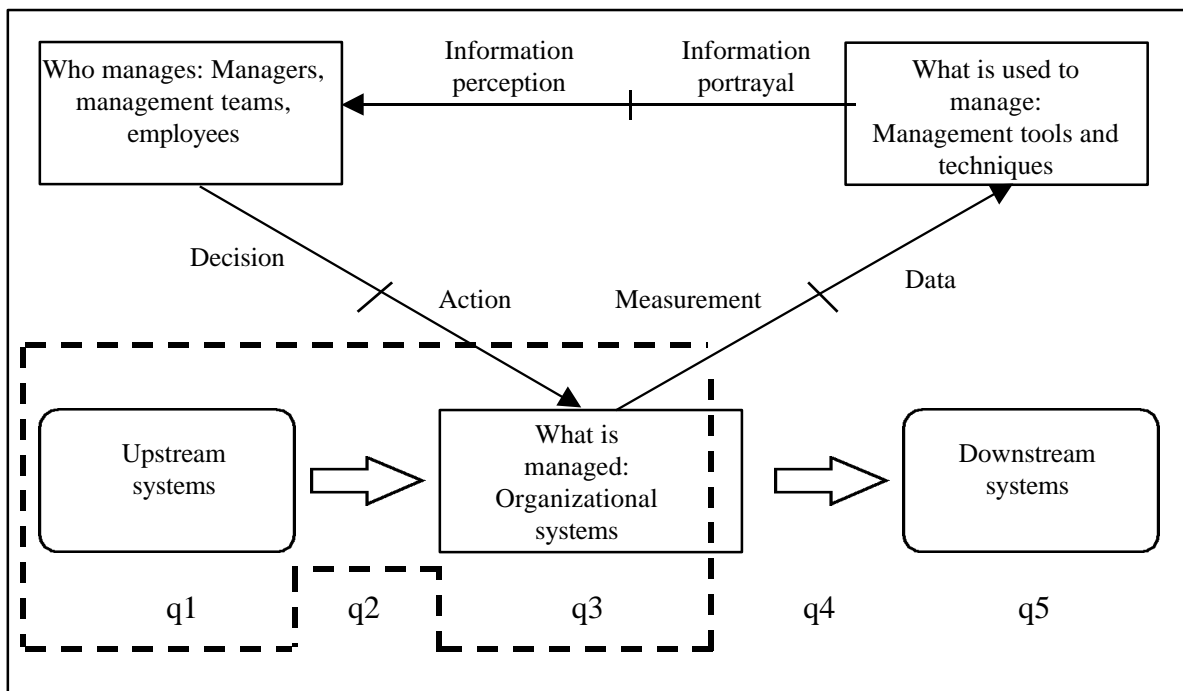 Who manages: Managers,
management teams,
employees
Information
perception
Information
portrayal
What is used to
manage:
Management tools and
techniques
Decision
Action
Measurement
Data
Upstream
systems
What is
managed:
Organizational
systems
Downstream
systems
q1
q2
q3
q4
q5